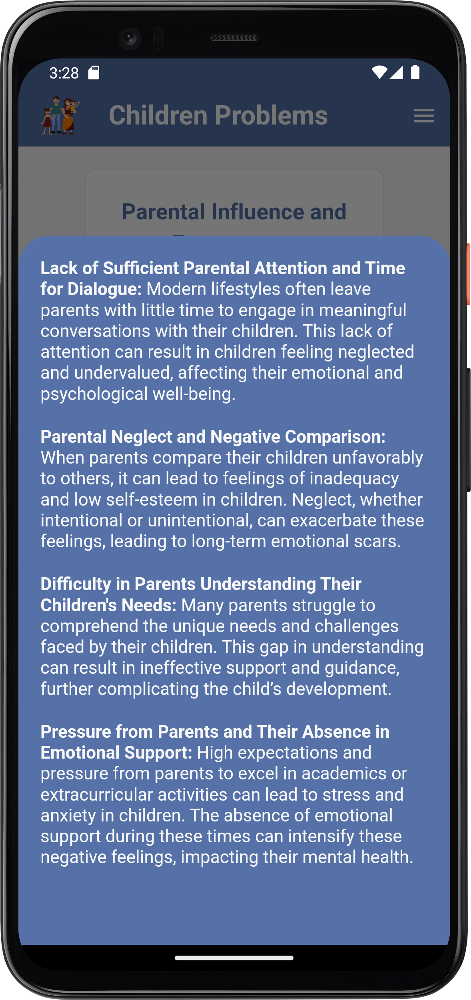 3:28
Children Problems
Parental Influence and
Lack of Sufficient Parental Attention and Time
for Dialogue: Modern lifestyles often leave
parents with little time to engage in meaningful
conversations with their children. This lack of
attention can result in children feeling neglected
and undervalued, affecting their emotional and
psychological well-being.
Parental Neglect and Negative Comparison:
When parents compare their children unfavorably
to others, it can lead to feelings of inadequacy
and low self-esteem in children. Neglect, whether
intentional or unintentional, can exacerbate these
feelings, leading to long-term emotional scars.
Difficulty in Parents Understanding Their
Children's Needs: Many parents struggle to
comprehend the unique needs and challenges
faced by their children. This gap in understanding
can result in ineffective support and guidance,
further complicating the child’s development.
Pressure from Parents and Their Absence in
Emotional Support: High expectations and
pressure from parents to excel in academics or
extracurricular activities can lead to stress and
anxiety in children. The absence of emotional
support during these times can intensify these
negative feelings, impacting their mental health.